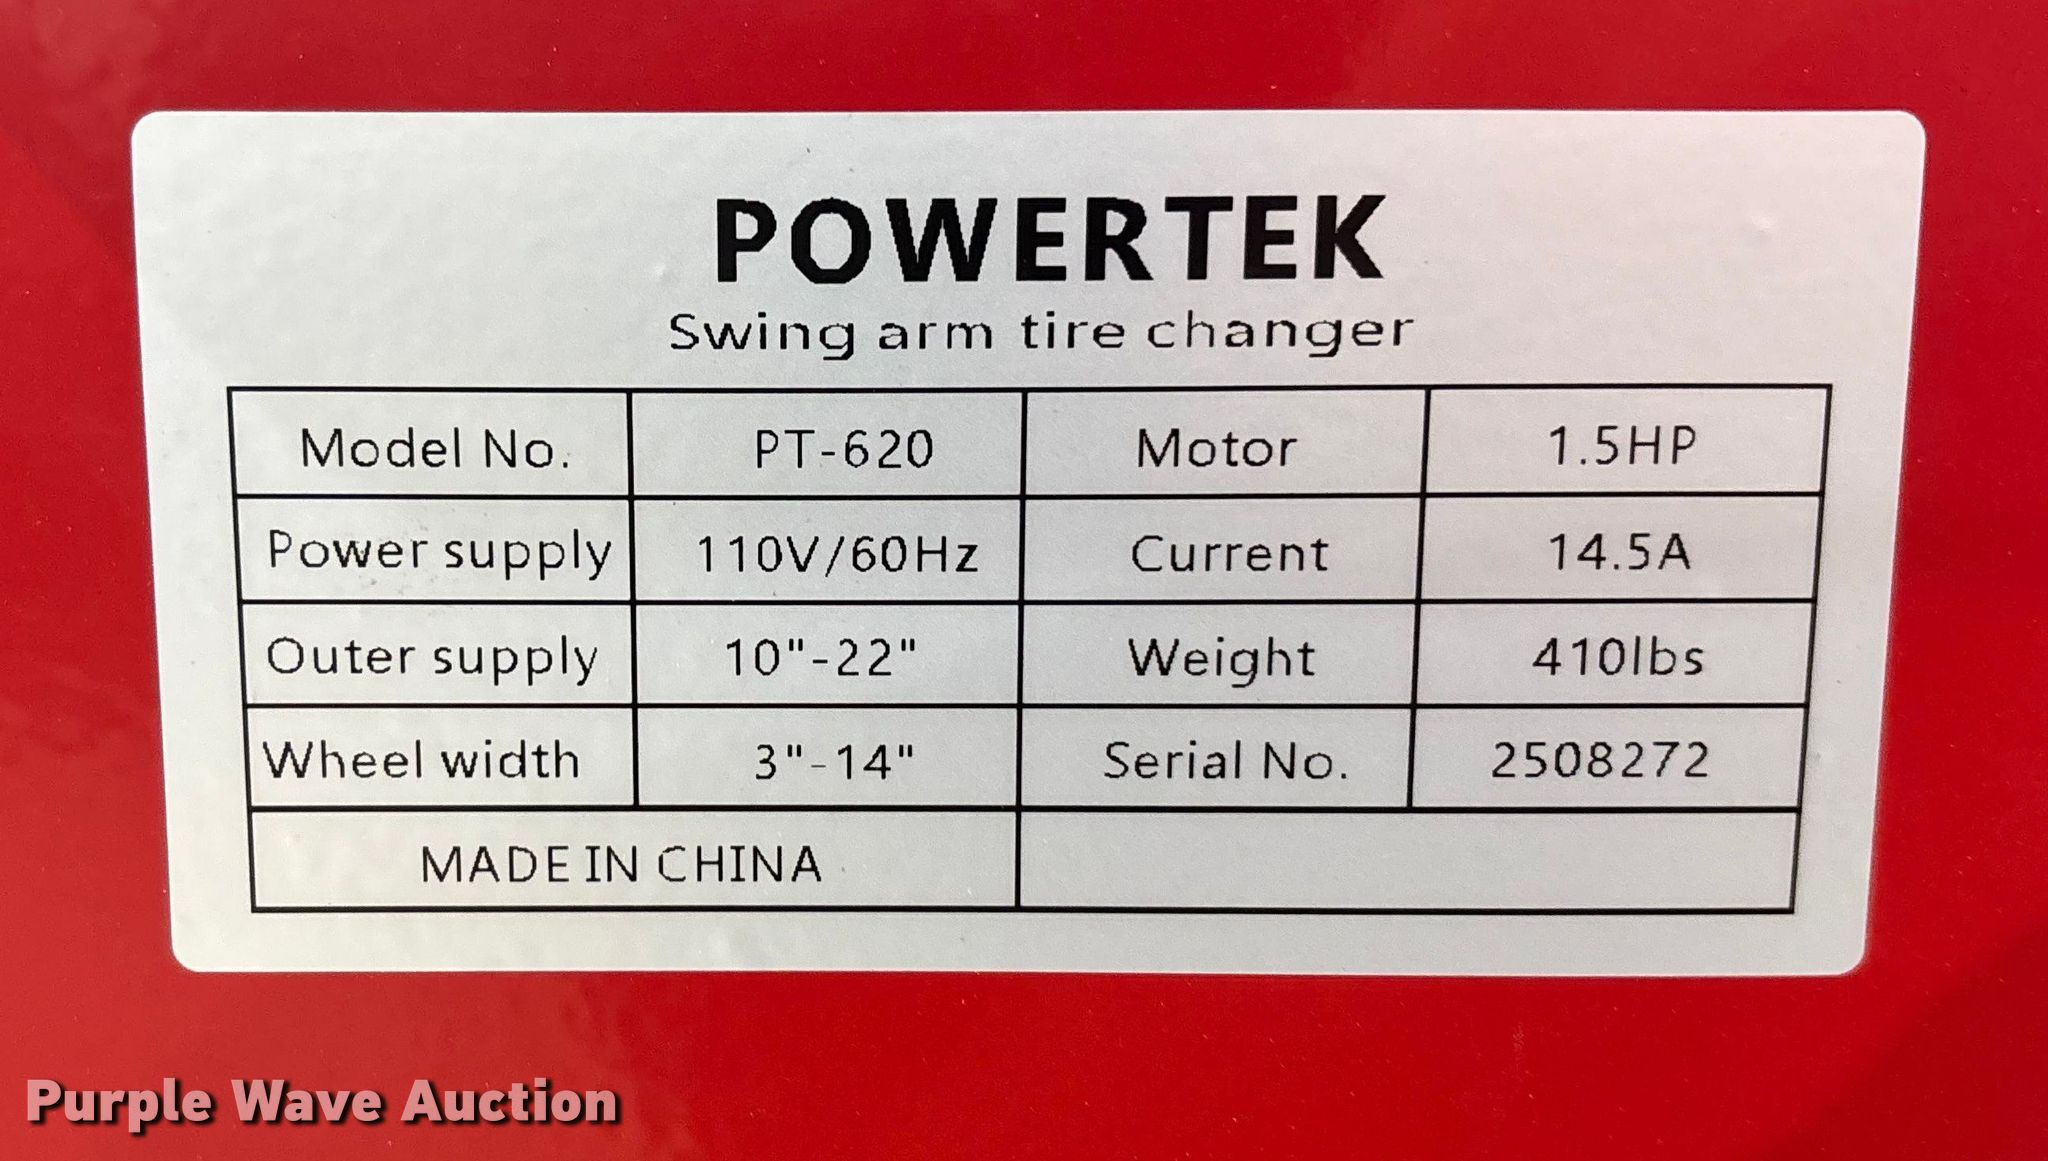 POWERTEK
Swing arm tire changer
Model No. PT-620 Motor 1.5HP
Power supply 110V/60Hz Current 14.5A
Outer supply 10"-22" Weight 410lbs
Wheel width 3"-14" Serial No. 2508272
MADE IN CHINA
Purple Wave Auction